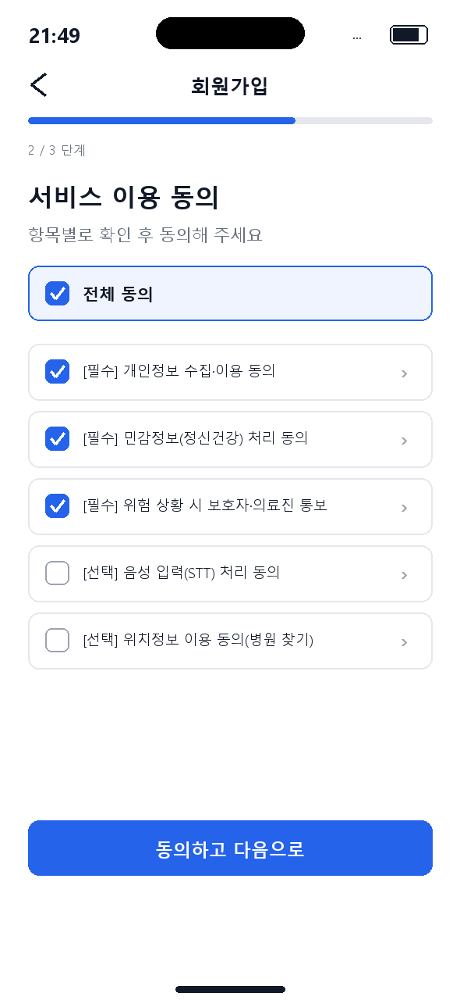 21:49
...
회원가입
2 / 3 단계
서비스 이용 동의
항목별로 확인 후 동의해 주세요
전체 동의
[필수] 개인정보 수집·이용 동의
[필수] 민감정보(정신건강) 처리 동의
[필수] 위험 상황 시 보호자·의료진 통보
[선택] 음성 입력(STT) 처리 동의
[선택] 위치정보 이용 동의(병원 찾기)
동의하고 다음으로